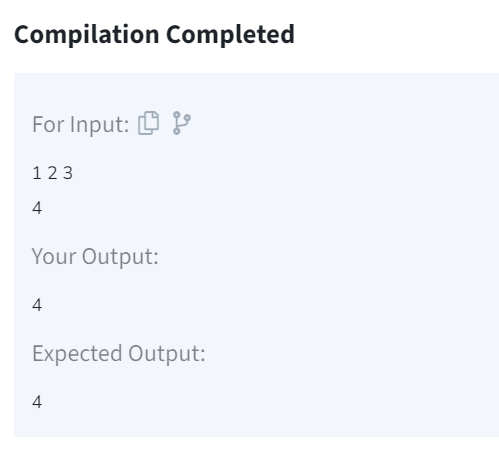 Compilation Completed
For Input:
1 2 3
4
Your Output:
4
Expected Output:
4